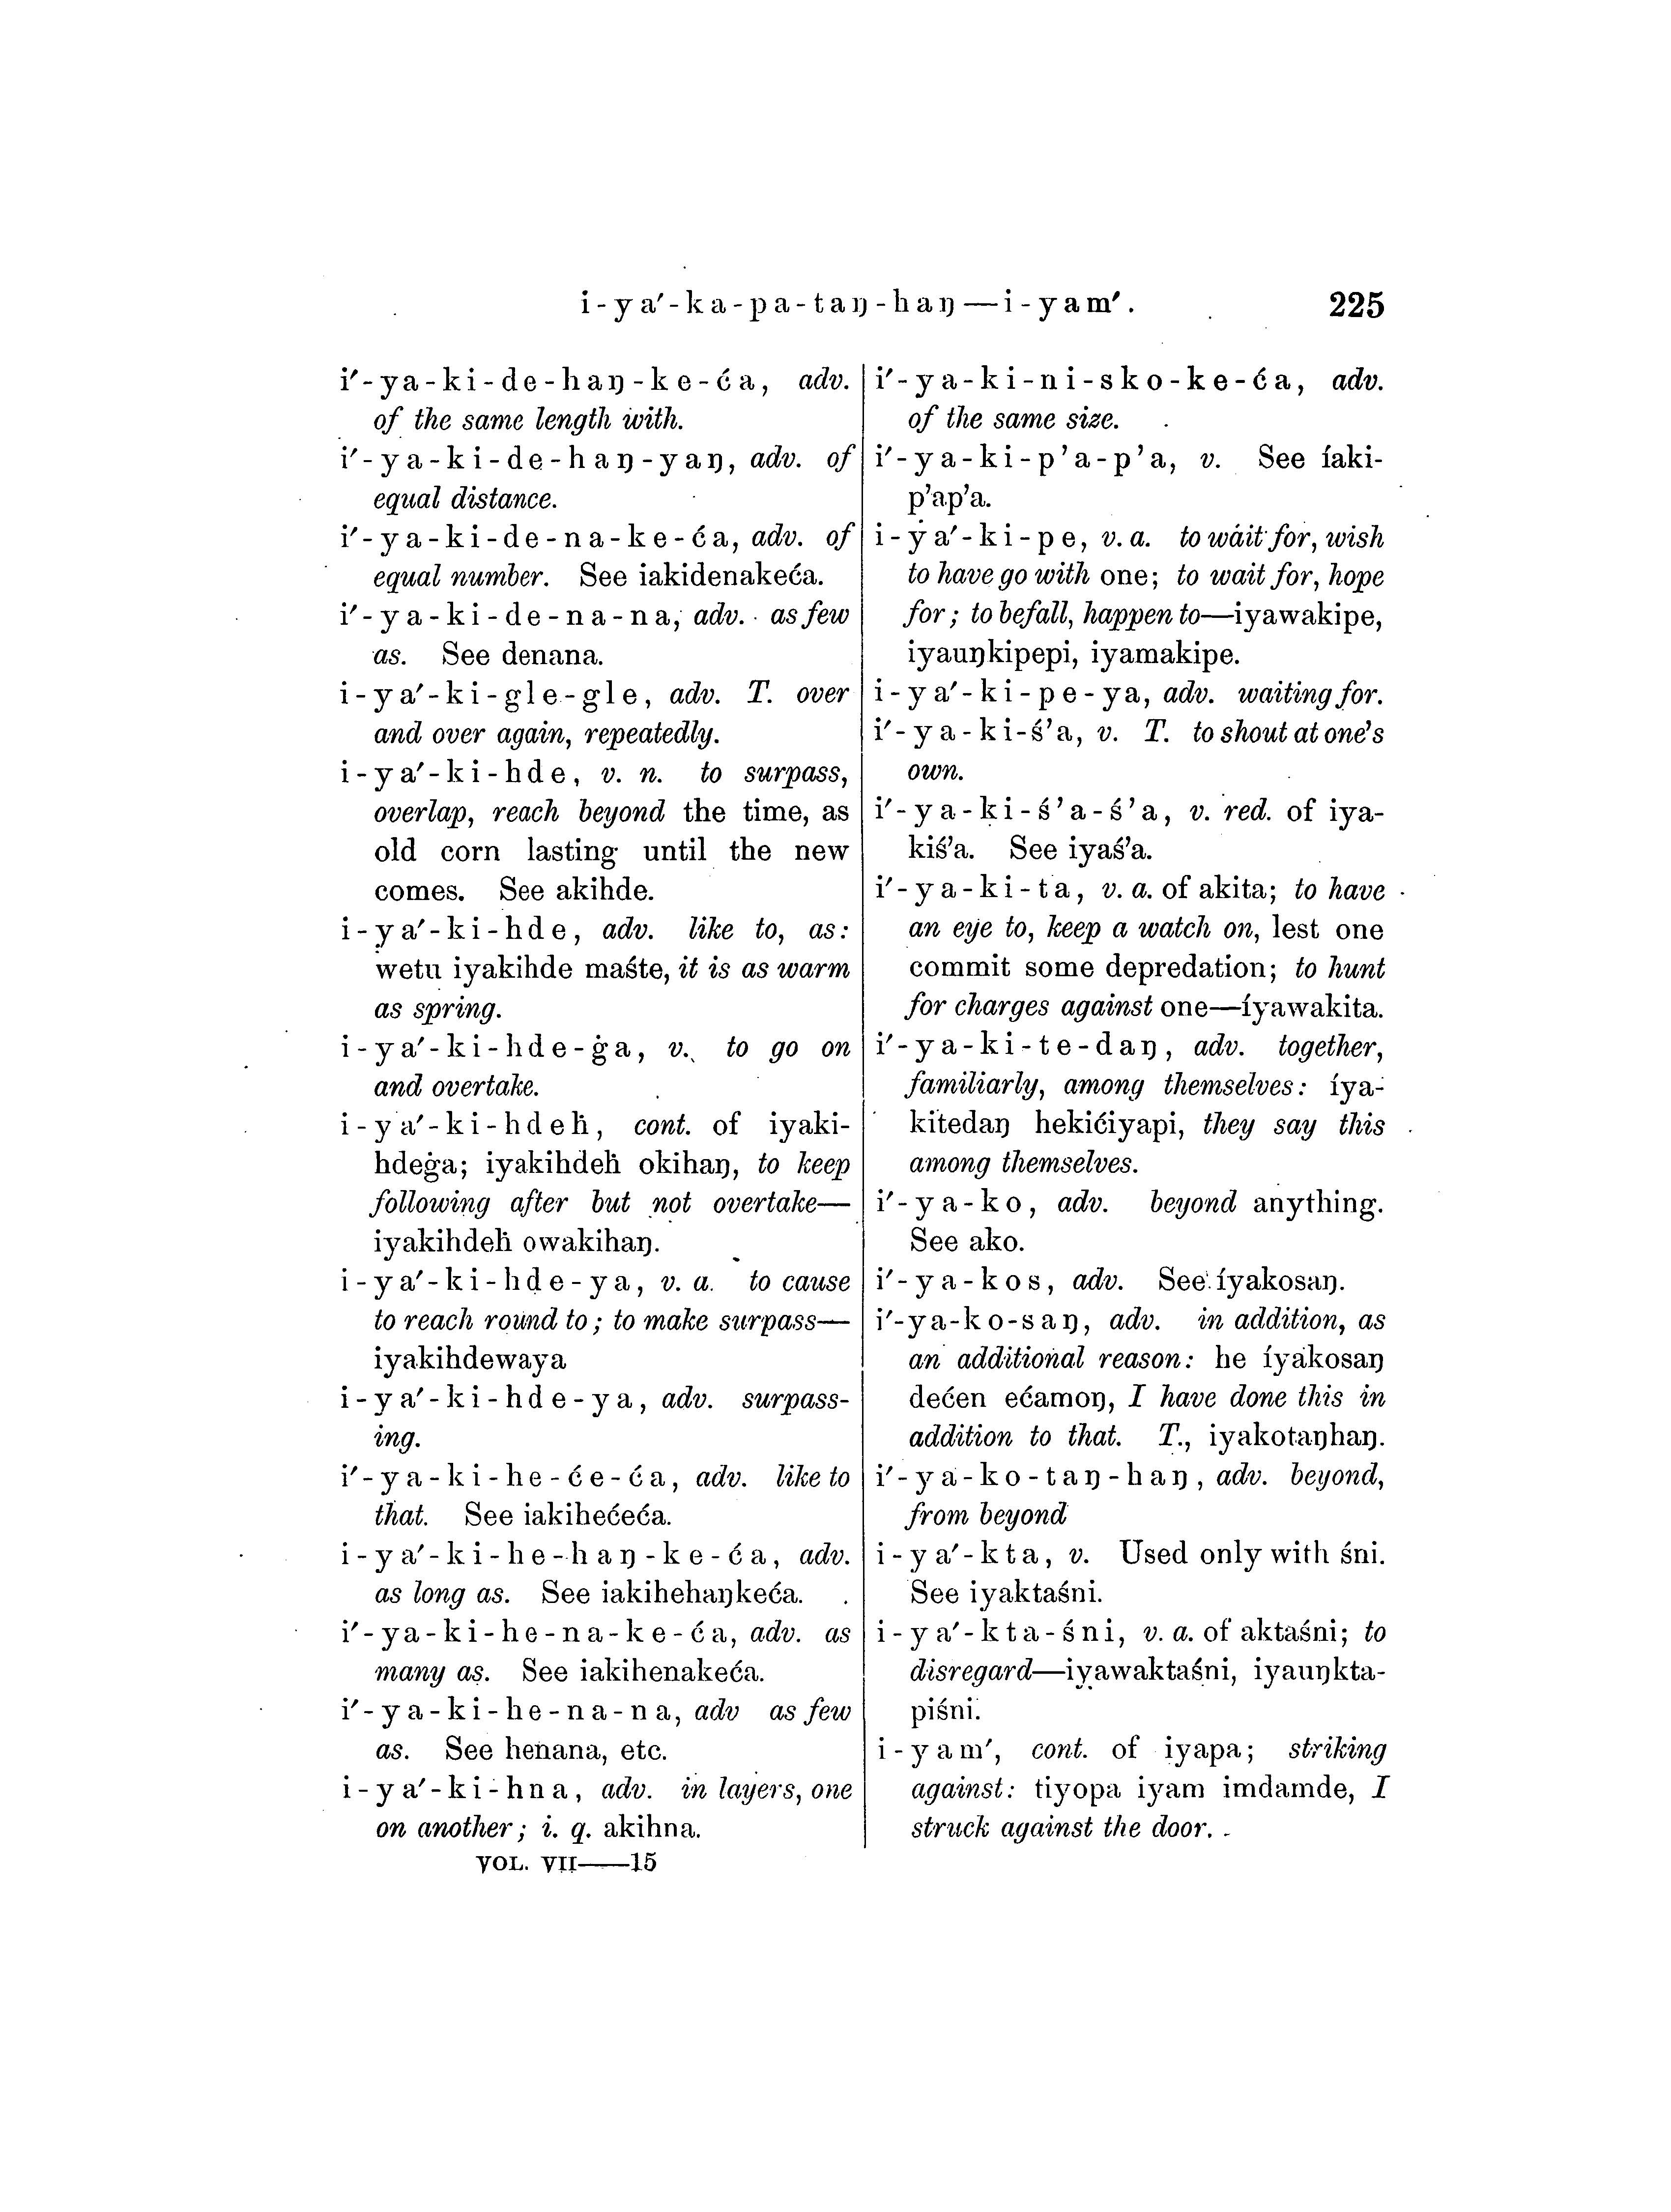 i-ya′-ka-pa-taŋ-haŋ—i-yam′.
225
i′-ya-ki-de-haŋ-ke-ća, adv.
of the same length with.
i′-ya-ki-de-haŋ-yaŋ, adv. of
equal distance.
i′-ya-ki-de-na-ke-ća, adv. of
equal number. See iakidenakeća.
i′-ya-ki-de-na-na, adv. as few
as. See denana.
i-ya′-ki-gle-gle, adv. T. over
and over again, repeatedly.
i-ya′-ki-hde, v. n. to surpass,
overlap, reach beyond the time, as
old corn lasting until the new
comes. See akihde.
i-ya′-ki-hde, adv. like to, as:
wetu iyakihde maśte, it is as warm
as spring.
i-ya′-ki-hde-ġa, v. to go on
and overtake.
i-ya′-ki-hdeḣ, cont. of iyaki-
hdeġa; iyakihdeḣ okihaŋ, to keep
following after but not overtake—
iyakihdeḣ owakihaŋ.
i-ya′-ki-hde-ya, v. a. to cause
to reach round to; to make surpass—
iyakihdewaya
i-ya′-ki-hde-ya, adv. surpass-
ing.
i′-ya-ki-he-će-ća, adv. like to
that. See iakihećeća.
i-ya′-ki-he-haŋ-ke-ća, adv.
as long as. See iakihehaŋkeća.
i′-ya-ki-he-na-ke-ća, adv. as
many as. See iakihenakeća.
i′-ya-ki-he-na-na, adv as few
as. See henana, etc.
i-ya′-ki-hna, adv. in layers, one
on another; i. q. akihna.
VOL. VII——15
i′-ya-ki-ni-sko-ke-ća, adv.
of the same size.
i′-ya-ki-p’a-p’a, v. See íaki-
p’ap’a.
i-ya′-ki-pe, v. a. to wait for, wish
to have go with one; to wait for, hope
for; to befall, happen to—iyawakipe,
iyauŋkipepi, iyamakipe.
i-ya′-ki-pe-ya, adv. waiting for.
i′-ya-ki-ś’a, v. T. to shout at one’s
own.
i′-ya-ki-ś’a-ś’a, v. red. of iya-
kiś’a. See iyaś’a.
i′-ya-ki-ta, v. a. of akita; to have
an eye to, keep a watch on, lest one
commit some depredation; to hunt
for charges against one—íyawakita.
i′-ya-ki-te-daŋ, adv. together,
familiarly, among themselves: íya-
kitedaŋ hekićiyapi, they say this
among themselves.
i′-ya-ko, adv. beyond anything.
See ako.
i′-ya-kos, adv. See íyakosaŋ.
i′-ya-ko-saŋ, adv. in addition, as
an additional reason: he íyakosaŋ
dećen ećamoŋ, I have done this in
addition to that. T., iyakotaŋhaŋ.
i′-ya-ko-taŋ-haŋ, adv. beyond,
from beyond
i-ya′-kta, v. Used only with śni.
See iyaktaśni.
i-ya′-kta-śni, v. a. of aktaśni; to
disregard—iyawaktaśni, iyauŋkta-
piśni.
i-yam′, cont. of iyapa; striking
against: tiyopa iyam imdamde, I
struck against the door.